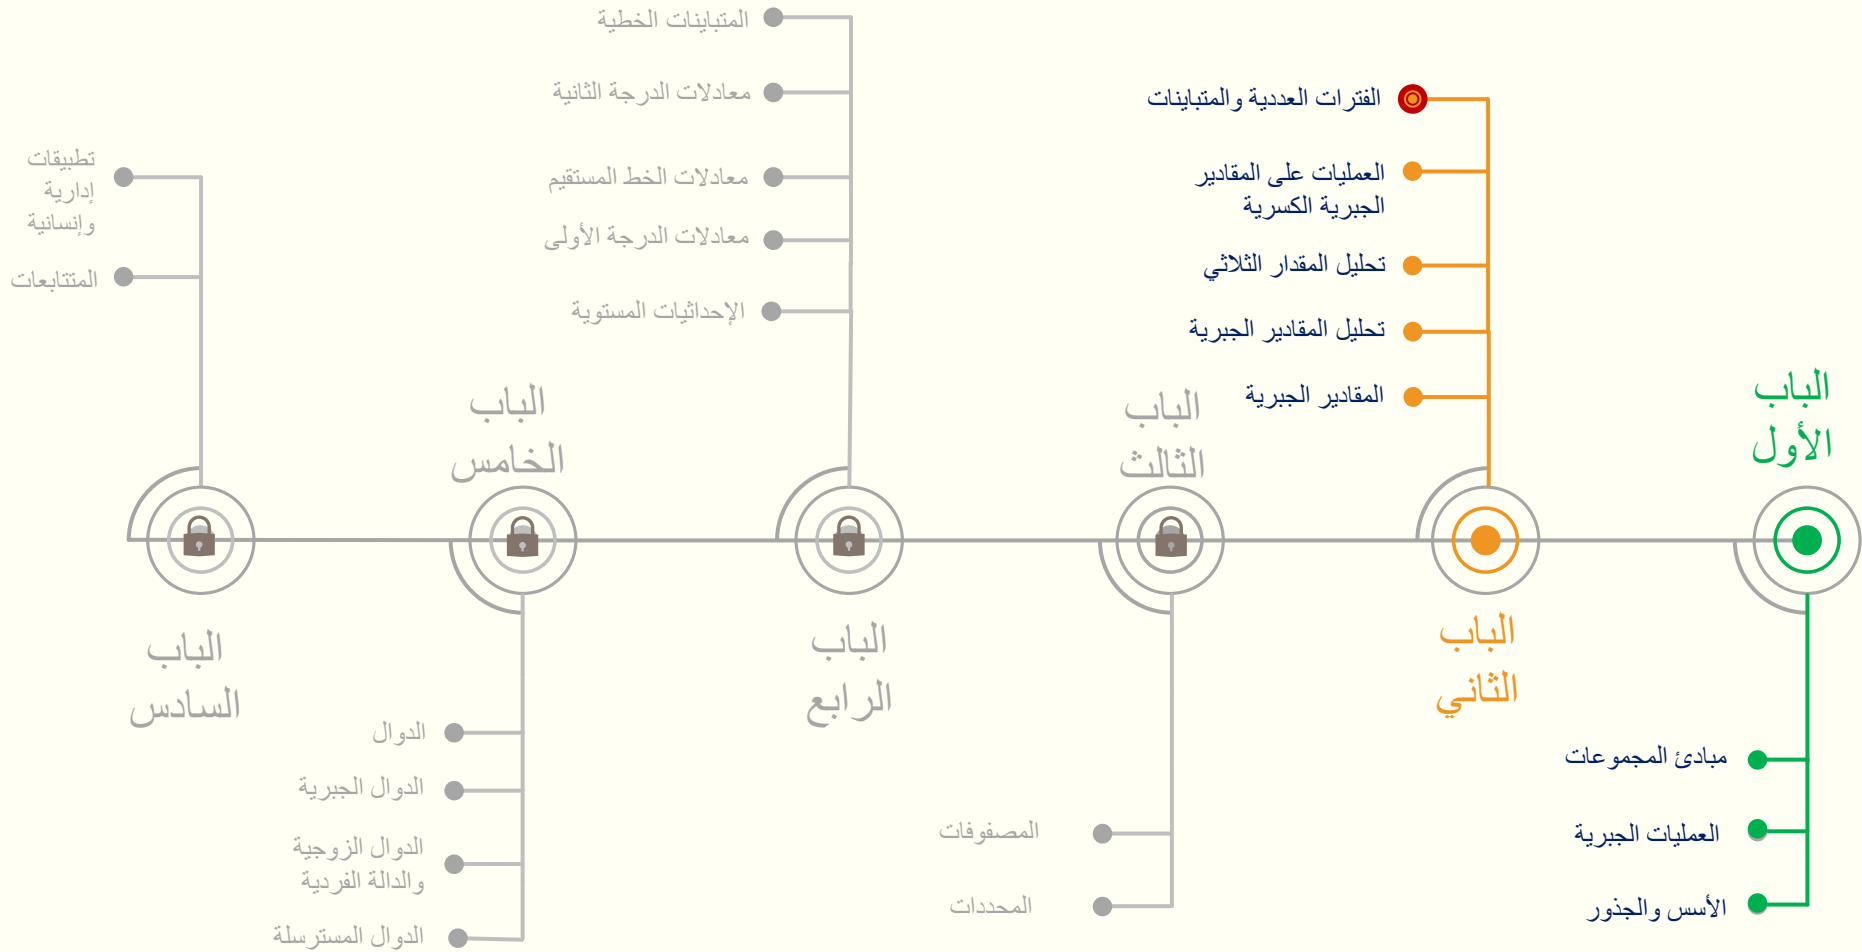 الباب
الأول
مبادئ المجموعات
العمليات الجبرية
الأسس والجذور
الفترات العددية والمتباينات
العمليات على المقادير
الجبرية الكسرية
تحليل المقدار الثلاثي
تحليل المقادير الجبرية
المقادير الجبرية
الباب
الثاني
الباب
الثالث
المصفوفات
المحددات
المتباينات الخطية
معادلات الدرجة الثانية
معادلات الخط المستقيم
معادلات الدرجة الأولى
الإحداثيات المستوية
الباب
الرابع
الباب
الخامس
الدوال
الدوال الجبرية
الدوال الزوجية
والدالة الفردية
الدوال المسترسلة
تطبيقات
إدارية
وإنسانية
المتتابعات
الباب
السادس